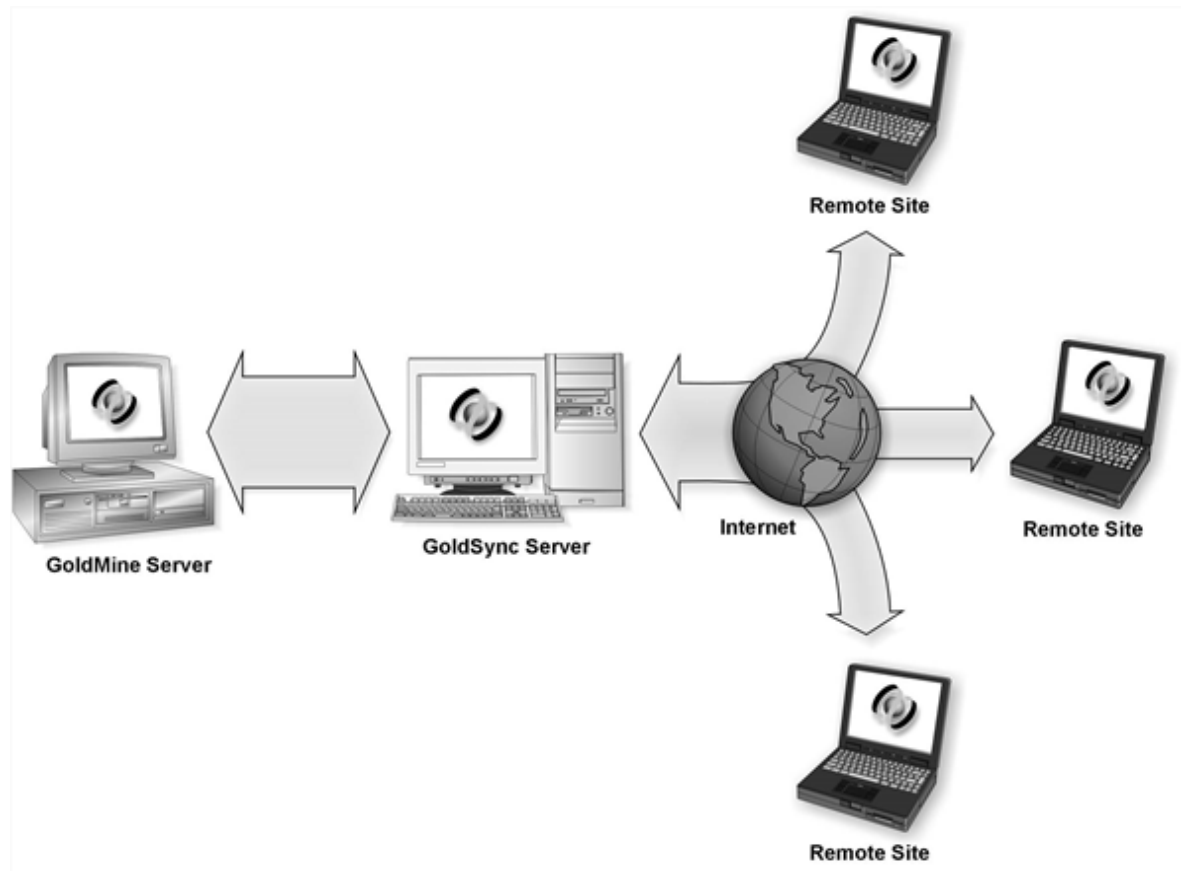 Remote Site
Remote Site
Internet
GoldSync Server
GoldMine Server
Remote Site